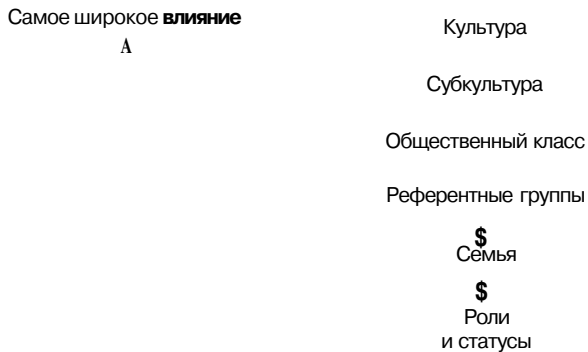 Самое широкое влияние
A
Культура
Субкультура
Общественный класс
Референтные группы
$
Семья
$
Роли
и статусы